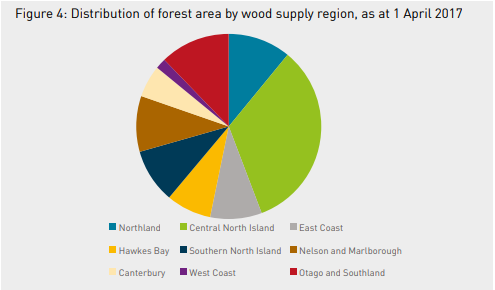 Figure 4: Distribution of forest area by wood supply region, as at 1 April 2017
Northland Central North Island East Coast
Hawkes Bay Southern North Island Nelson and Marlborough
Canterbury West Coast Otago and Southland